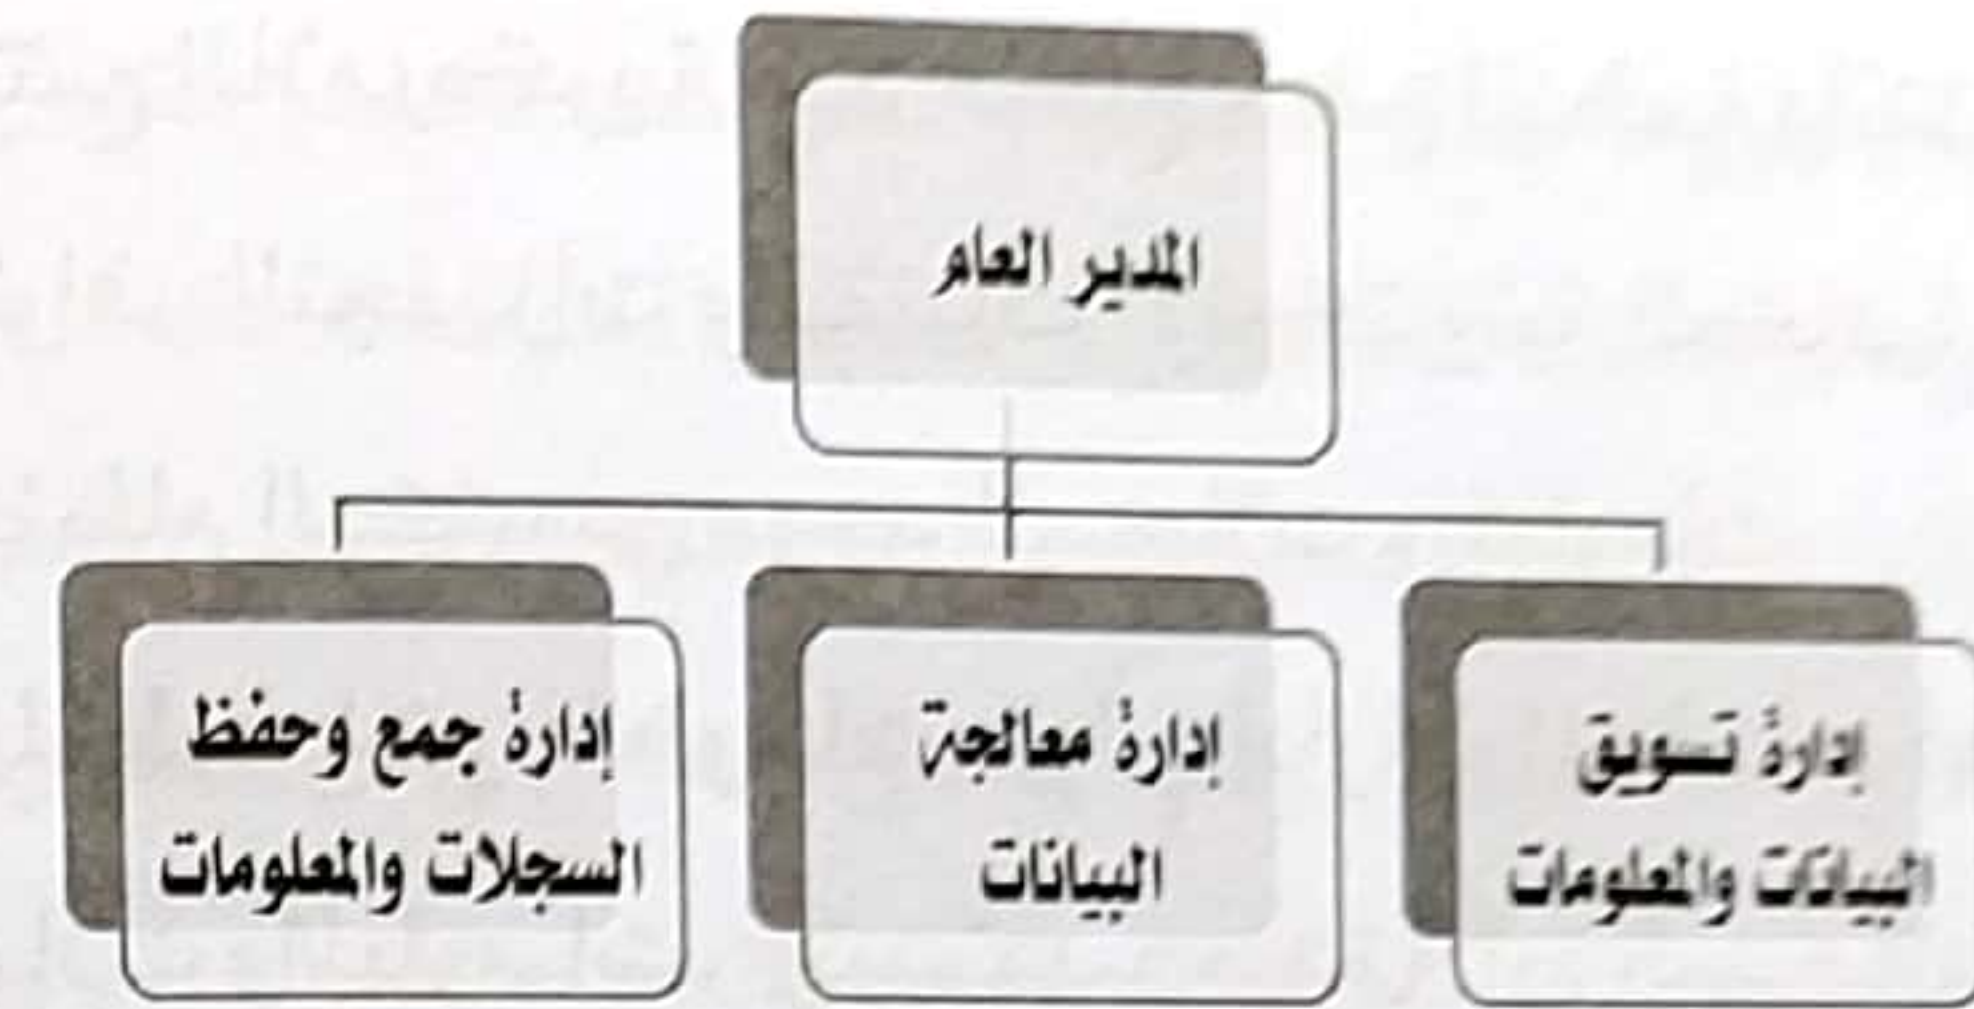 المدير العام
إدارة تسويق
البيانات والمعلومات
إدارة معالجة
البيانات
إدارة جمع وحفظ
السجلات والمعلومات